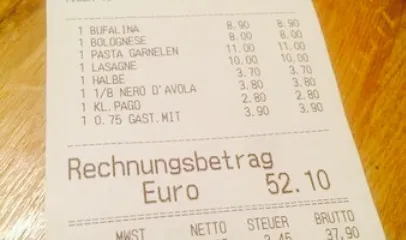 1 BUFALINA 8.90 8.90
1 BOLOGNESE 8.00 8.00
1 PASTA GARNELEN 11.00 11.00
1 LASAGNE 10.00 10.00
1 HALBE 3.70 3.70
1 1/8 NERO D'AVOLA 3.80 3.80
1 KL.PAGO 2.80 2.80
1 0.75 GAST.MIT 3.90 3.90
Rechnungsbetrag
Euro 52.10
MWST NETTO STEUER BRUTTO
3.45 37.90